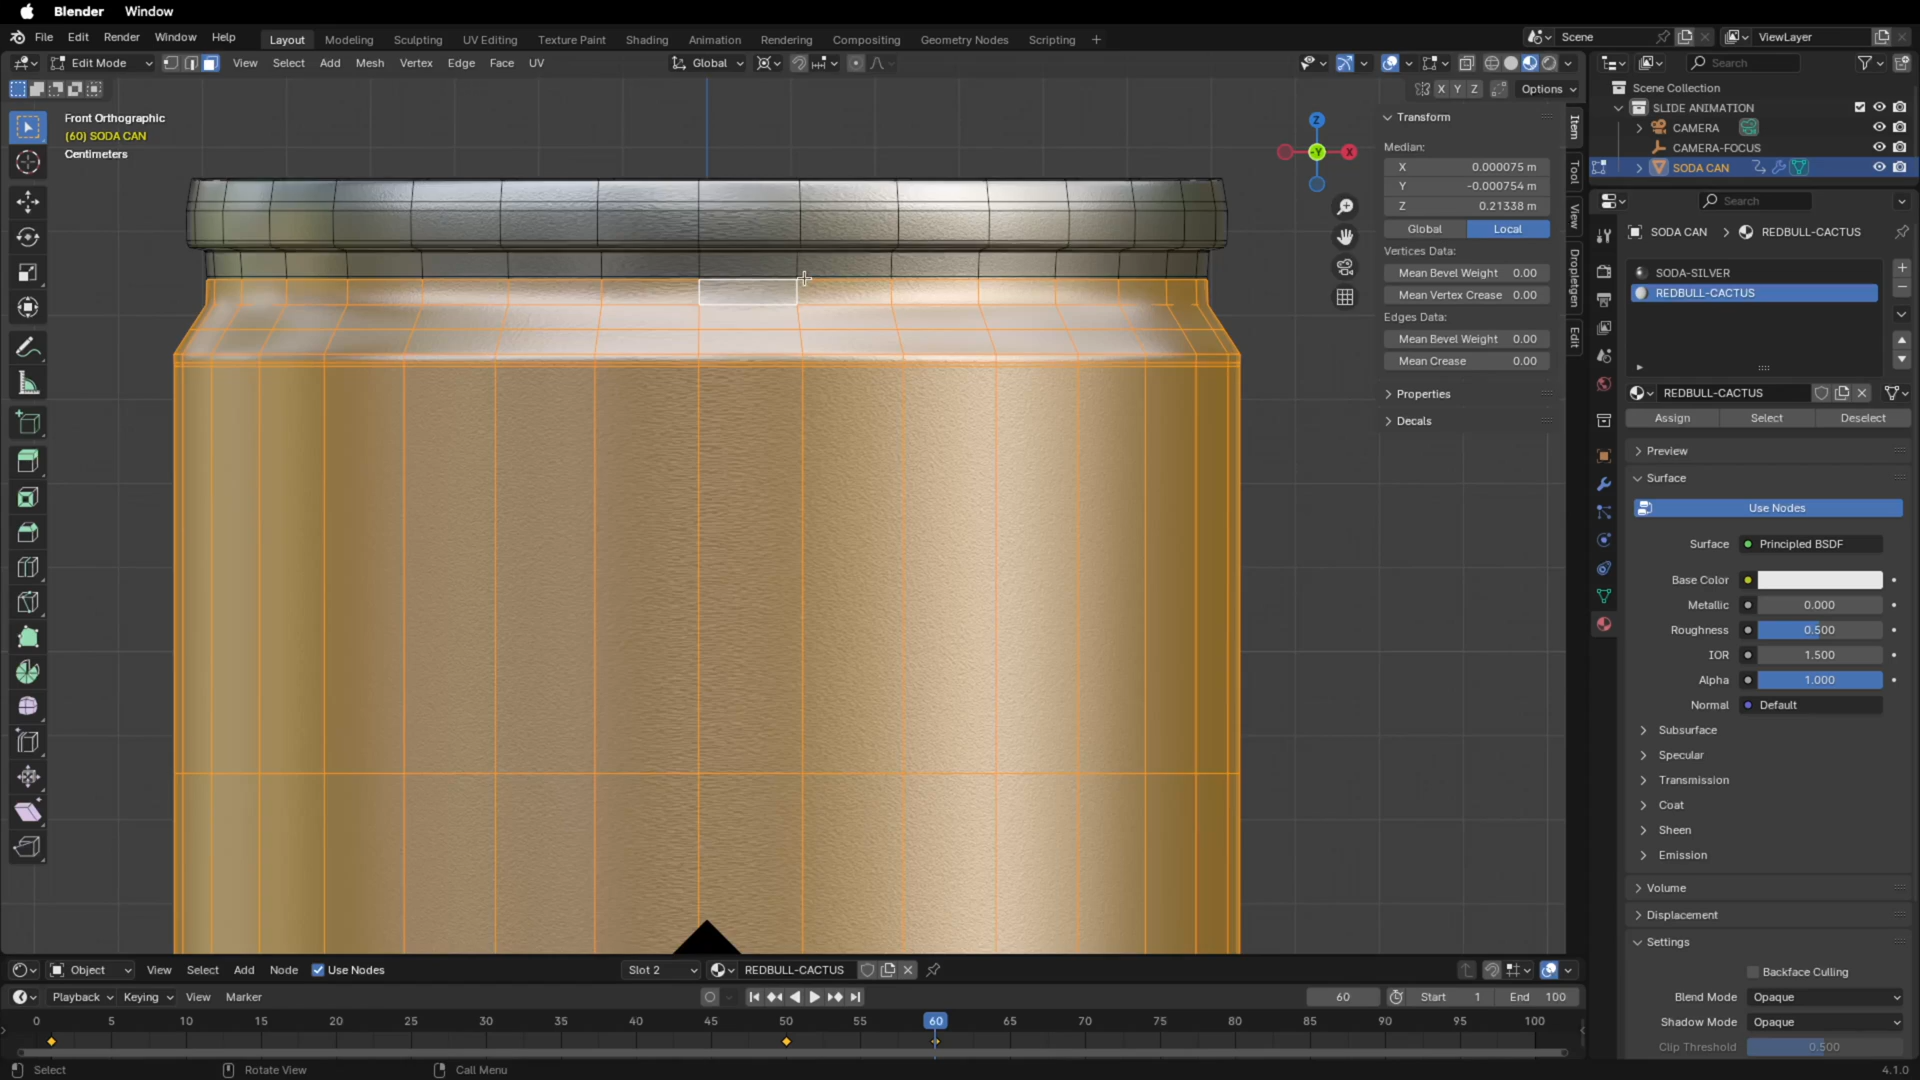 Blender Window
File Edit Render Window Help Layout Modeling Sculpting UV Editing Texture Paint Shading Animation Rendering Compositing Geometry Nodes Scripting + Scene ViewLayer
Edit Mode View Select Add Mesh Vertex Edge Face UV Global Search
X Y Z Options
Scene Collection
SLIDE ANIMATION
CAMERA
CAMERA-FOCUS
SODA CAN
Front Orthographic
(60) SODA CAN
Centimeters
Z
-Y
X
Transform
Median:
X 0.000075 m
Y -0.000754 m
Z 0.21338 m
Global Local
Vertices Data:
Mean Bevel Weight 0.00
Mean Vertex Crease 0.00
Edges Data:
Mean Bevel Weight 0.00
Mean Crease 0.00
Properties
Decals
Item
Tool
View
Dropletgen
Edit
Search
SODA CAN > REDBULL-CACTUS
SODA-SILVER
REDBULL-CACTUS
REDBULL-CACTUS
Assign Select Deselect
Preview
Surface
Use Nodes
Surface Principled BSDF
Base Color
Metallic 0.000
Roughness 0.500
IOR 1.500
Alpha 1.000
Normal Default
Subsurface
Specular
Transmission
Coat
Sheen
Emission
Volume
Displacement
Settings
Backface Culling
Blend Mode Opaque
Shadow Mode Opaque
Clip Threshold 0.500
Object View Select Add Node Use Nodes Slot 2 REDBULL-CACTUS
Playback Keying View Marker 60 Start 1 End 100
0 5 10 15 20 25 30 35 40 45 50 55 60 65 70 75 80 85 90 95 100
Select Rotate View Call Menu 4.1.0